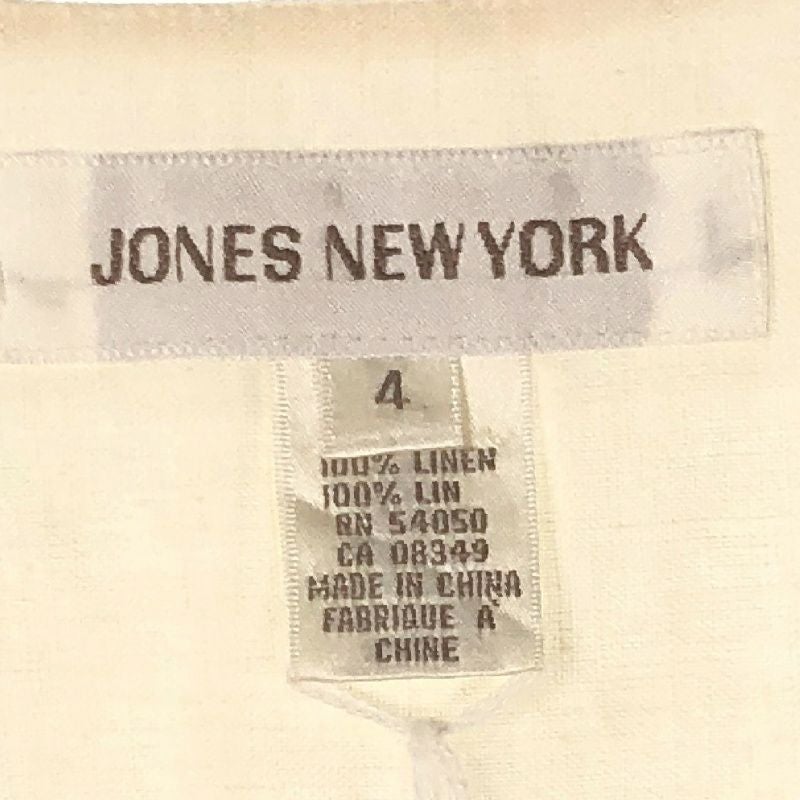 JONES NEW YORK
4
100% LINEN
100% LIN
RN 54050
CA 08349
MADE IN CHINA
FABRIQUE À
CHINE